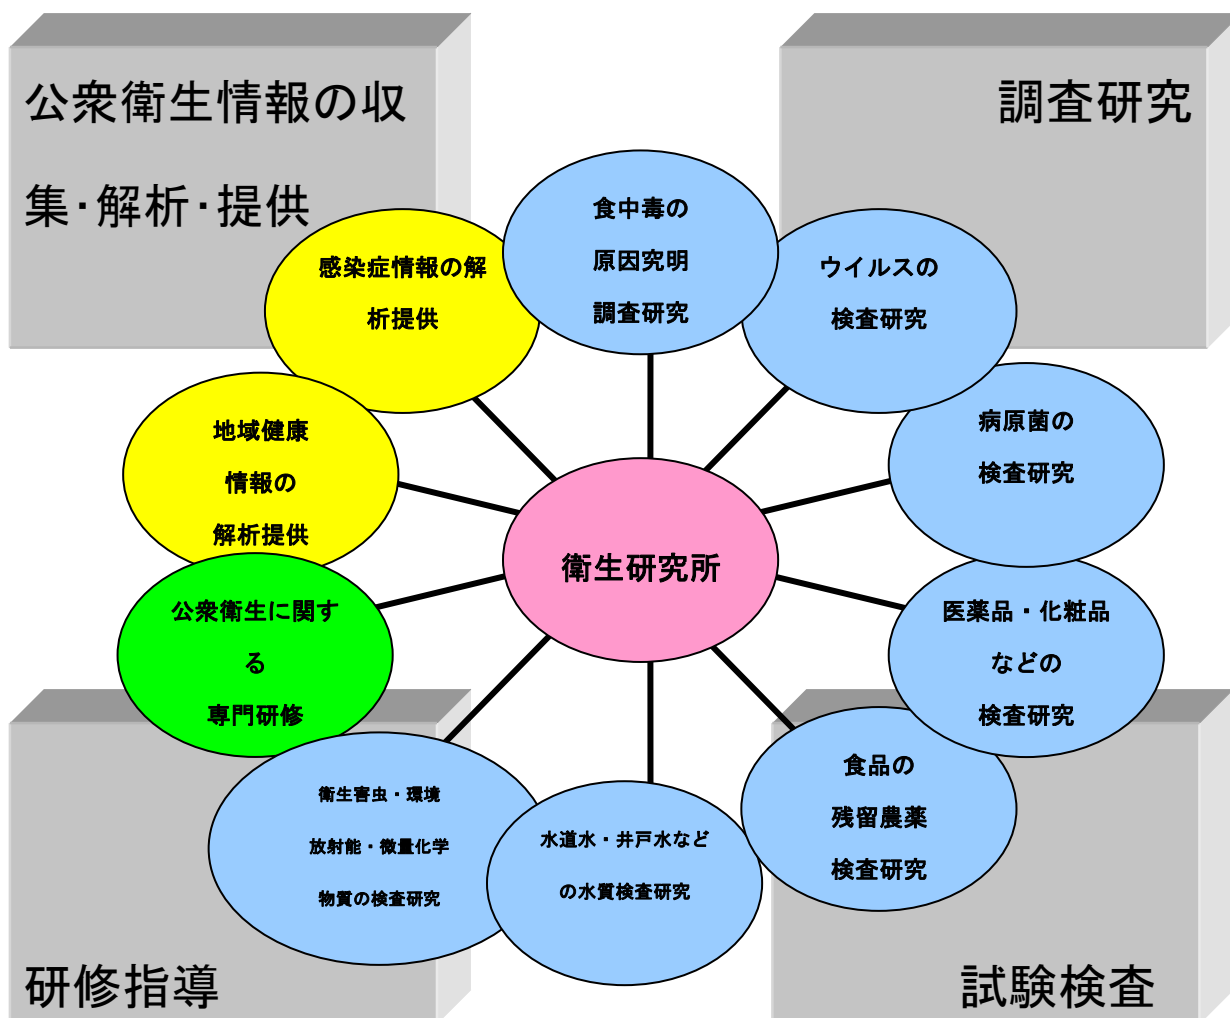 公衆衛生情報の収
集・解析・提供
調査研究
食中毒の
原因究明
調査研究
感染症情報の解
析提供
ウイルスの
検査研究
地域健康
情報の
解析提供
病原菌の
検査研究
衛生研究所
公衆衛生に関す
る
専門研修
医薬品・化粧品
などの
検査研究
衛生害虫・環境
放射能・微量化学
物質の検査研究
水道水・井戸水など
の水質検査研究
食品の
残留農薬
検査研究
研修指導
試験検査